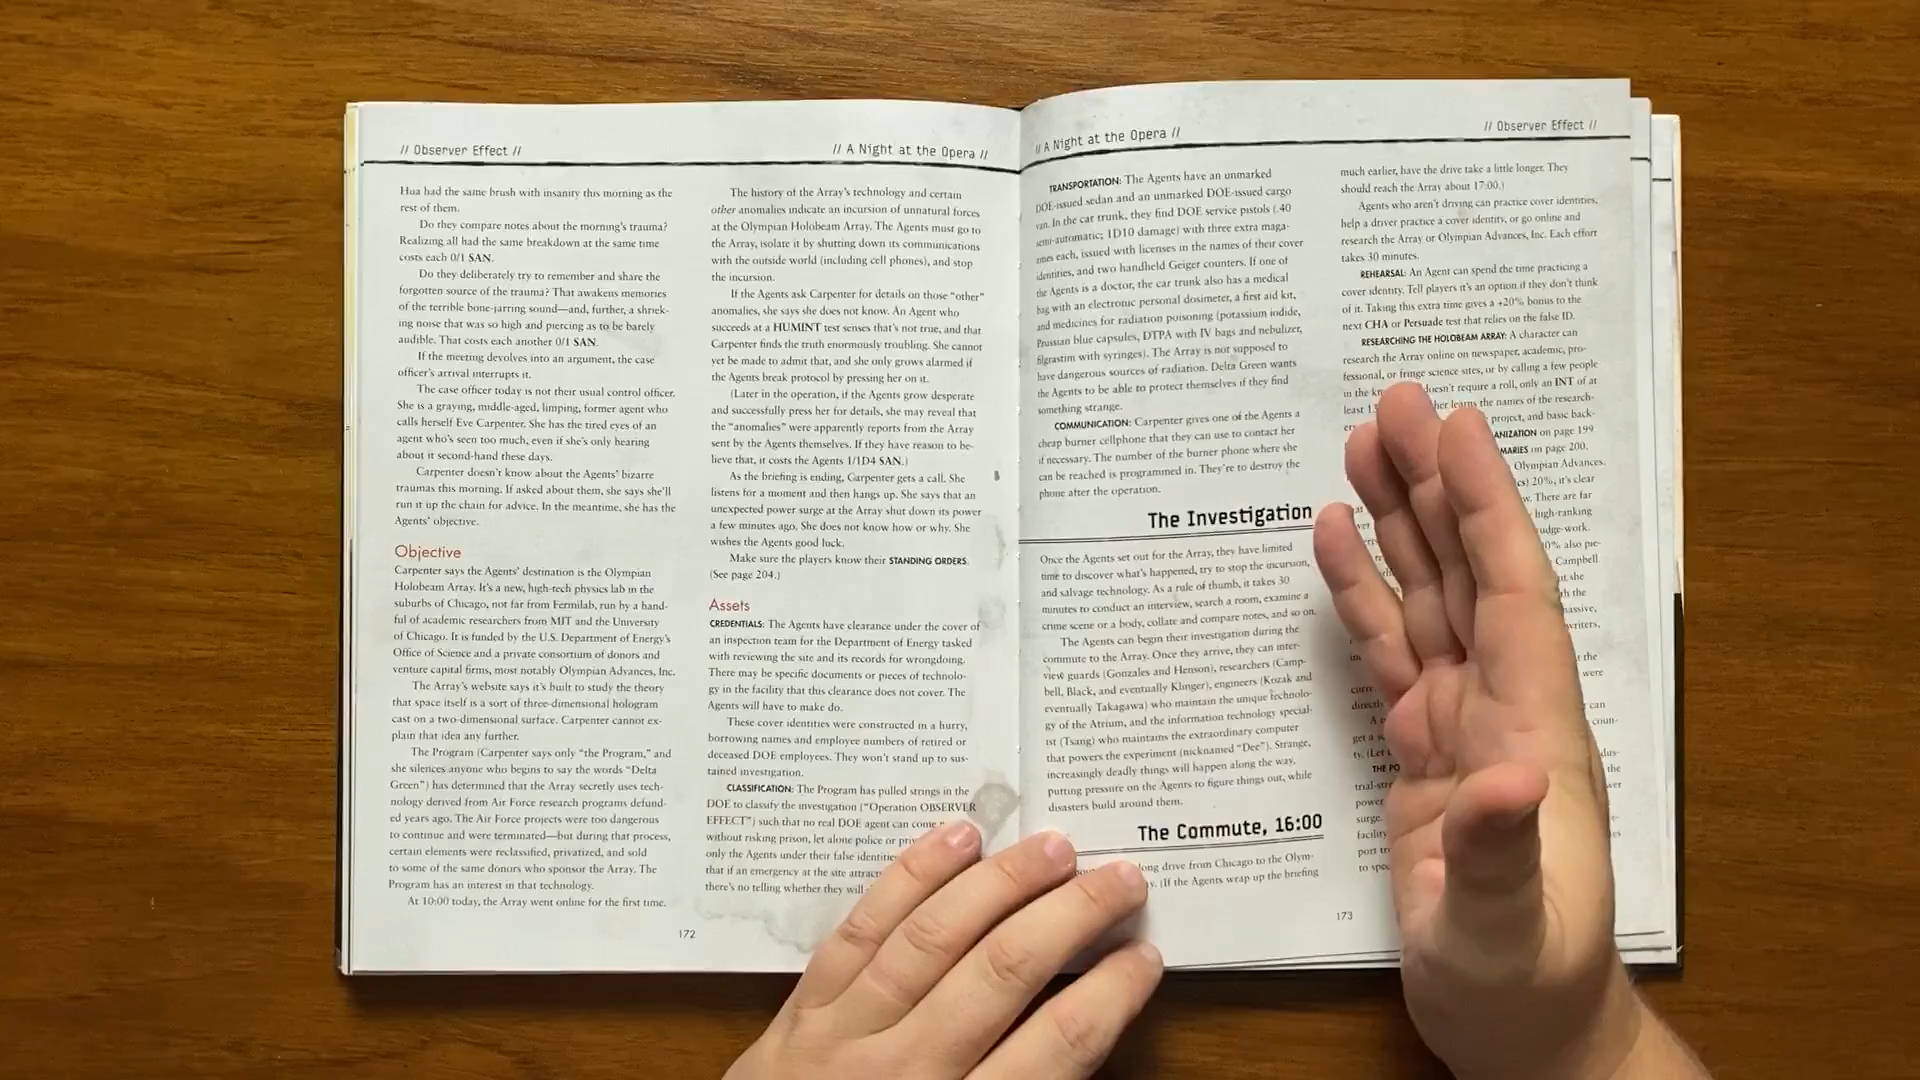 // Observer Effect //
// A Night at the Opera //
Hua had the same brush with insanity this morning as the
rest of them.
Do they compare notes about the morning's trauma?
Realizing all had the same breakdown at the same time
costs each 0/1 SAN.
Do they deliberately try to remember and share the
forgotten source of the trauma? That awakens memories
of the terrible bone-jarring sound—and, further, a shriek-
ing noise that was so high and piercing as to be barely
audible. That costs each another 0/1 SAN.
If the meeting devolves into an argument, the case
officer's arrival interrupts it.
The case officer today is not their usual control officer.
She is a graying, middle-aged, limping, former agent who
calls herself Eve Carpenter. She has the tired eyes of an
agent who's seen too much, even if she's only hearing
about it second-hand these days.
Carpenter doesn't know about the Agents' bizarre
traumas this morning. If asked about them, she says she'll
run it up the chain for advice. In the meantime, she has the
Agents' objective.
Objective
Carpenter says the Agents' destination is the Olympian
Holobeam Array. It's a new, high-tech physics lab in the
suburbs of Chicago, not far from Fermilab, run by a hand-
ful of academic researchers from MIT and the University
of Chicago. It is funded by the U.S. Department of Energy's
Office of Science and a private consortium of donors and
venture capital firms, most notably Olympian Advances, Inc.
The Array's website says it's built to study the theory
that space itself is a sort of three-dimensional hologram
cast on a two-dimensional surface. Carpenter cannot ex-
plain that idea any further.
The Program (Carpenter says only "the Program," and
she silences anyone who begins to say the words "Delta
Green") has determined that the Array secretly uses tech-
nology derived from Air Force research programs defund-
ed years ago. The Air Force projects were too dangerous
to continue and were terminated—but during that process,
certain elements were reclassified, privatized, and sold
to some of the same donors who sponsor the Array. The
Program has an interest in that technology.
At 10:00 today, the Array went online for the first time.
The history of the Array's technology and certain
other anomalies indicate an incursion of unnatural forces
at the Olympian Holobeam Array. The Agents must go to
the Array, isolate it by shutting down its communications
with the outside world (including cell phones), and stop
the incursion.
If the Agents ask Carpenter for details on those "other"
anomalies, she says she does not know. An Agent who
succeeds at a HUMINT test senses that's not true, and that
Carpenter finds the truth enormously troubling. She cannot
yet be made to admit that, and she only grows alarmed if
the Agents break protocol by pressing her on it.
(Later in the operation, if the Agents grow desperate
and successfully press her for details, she may reveal that
the "anomalies" were apparently reports from the Array
sent by the Agents themselves. If they have reason to be-
lieve that, it costs the Agents 1/1D4 SAN.)
As the briefing is ending, Carpenter gets a call. She
listens for a moment and then hangs up. She says that an
unexpected power surge at the Array shut down its power
a few minutes ago. She does not know how or why. She
wishes the Agents good luck.
Make sure the players know their STANDING ORDERS.
(See page 204.)
Assets
CREDENTIALS: The Agents have clearance under the cover of
an inspection team for the Department of Energy tasked
with reviewing the site and its records for wrongdoing.
There may be specific documents or pieces of technolo-
gy in the facility that this clearance does not cover. The
Agents will have to make do.
These cover identities were constructed in a hurry,
borrowing names and employee numbers of retired or
deceased DOE employees. They won't stand up to sus-
tained investigation.
CLASSIFICATION: The Program has pulled strings in the
DOE to classify the investigation ("Operation OBSERVER
EFFECT") such that no real DOE agent can come
without risking prison, let alone police or
only the Agents under their false
that if an emergency at the site
there's no telling whether they will
172
// A Night at the Opera //
// Observer Effect //
TRANSPORTATION: The Agents have an unmarked
DOE-issued sedan and an unmarked DOE-issued cargo
van. In the car trunk, they find DOE service pistols (.40
semi-automatic; 1D10 damage) with three extra maga-
zines each, issued with licenses in the names of their cover
identities, and two handheld Geiger counters. If one of
the Agents is a doctor, the car trunk also has a medical
bag with an electronic personal dosimeter, a first aid kit,
and medicines for radiation poisoning (potassium iodide,
Prussian blue capsules, DTPA with IV bags and nebulizer,
filgrastim with syringes). The Array is not supposed to
have dangerous sources of radiation. Delta Green wants
the Agents to be able to protect themselves if they find
something strange.
COMMUNICATION: Carpenter gives one of the Agents a
cheap burner cellphone that they can use to contact her
if necessary. The number of the burner phone where she
can be reached is programmed in. They're to destroy the
phone after the operation.
The Investigation
Once the Agents set out for the Array, they have limited
time to discover what's happened, try to stop the incursion,
and salvage technology. As a rule of thumb, it takes 30
minutes to conduct an interview, search a room, examine a
crime scene or a body, collate and compare notes, and so on.
The Agents can begin their investigation during the
commute to the Array. Once they arrive, they can inter-
view guards (Gonzales and Henson), researchers (Camp-
bell, Black, and eventually Klinger), engineers (Kozak and
eventually Takagawa) who maintain the unique technolo-
gy of the Atrium, and the information technology special-
ist (Tsang) who maintains the extraordinary computer
that powers the experiment (nicknamed "Dee"). Strange,
increasingly deadly things will happen along the way,
putting pressure on the Agents to figure things out, while
disasters build around them.
The Commute, 16:00
long drive from Chicago to the Olym-
(If the Agents wrap up the briefing
173
much earlier, have the drive take a little longer. They
should reach the Array about 17:00.)
Agents who aren't driving can practice cover identities,
help a driver practice a cover identity, or go online and
research the Array or Olympian Advances, Inc. Each effort
takes 30 minutes.
REHEARSAL: An Agent can spend the time practicing a
cover identity. Tell players it's an option if they don't think
of it. Taking this extra time gives a +20% bonus to the
next CHA or Persuade test that relies on the false ID.
RESEARCHING THE HOLOBEAM ARRAY: A character can
research the Array online on newspaper, academic, pro-
fessional, or fringe science sites, or by calling a few people
in the doesn't require a roll, only an INT of at
least learns the names of the research-
project, and basic back-
on page 199
on page 200.
Olympian Advances.
20%, it's clear
There are far
high-ranking
also
Campbell
she
the
writers,
the
were
can
A
get a
(Let
the
power
surge.
facility
port
to